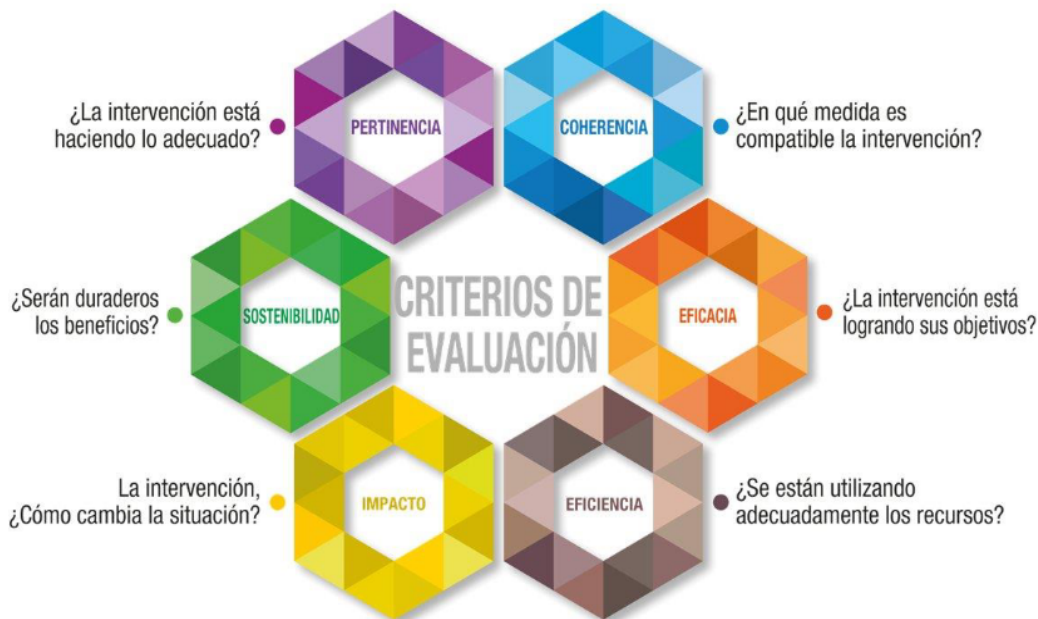 ¿La intervención está
haciendo lo adecuado?
PERTINENCIA
COHERENCIA
¿En qué medida es
compatible la intervención?
¿Serán duraderos
los beneficios?
SOSTENIBILIDAD
CRITERIOS DE
EVALUACIÓN
EFICACIA
¿La intervención está
logrando sus objetivos?
La intervención,
¿Cómo cambia la situación?
IMPACTO
EFICIENCIA
¿Se están utilizando
adecuadamente los recursos?